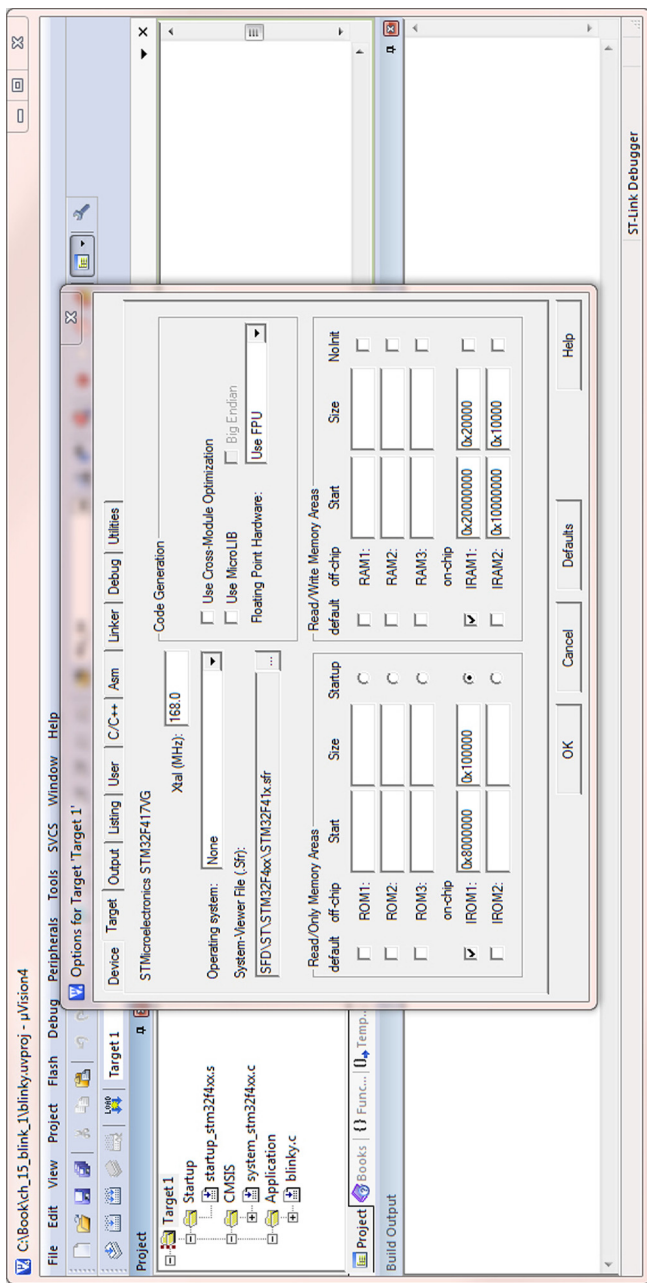 C:\Book\ch_15_blink_1\blinky.uvproj - µVision4
File Edit View Project Flash Debug Peripherals Tools SVCS Window Help
LOAD
Target 1
Project
Target 1
Startup
startup_stm32f4xx.s
CMSIS
system_stm32f4xx.c
Application
blinky.c
Project Books {} Func... Temp...
Build Output
ST-Link Debugger
Options for Target 'Target 1'
Device Target Output Listing User C/C++ Asm Linker Debug Utilities
STMicroelectronics STM32F417VG
Xtal (MHz): 168.0
Operating system: None
System-Viewer File (.Sfr):
SFD\ST\STM32F4xx\STM32F41x.sfr ...
Code Generation
Use Cross-Module Optimization
Use MicroLIB Big Endian
Floating Point Hardware: Use FPU
Read/Only Memory Areas
default off-chip Start Size Startup
ROM1:
ROM2:
ROM3:
on-chip
IROM1: 0x8000000 0x100000
IROM2:
Read/Write Memory Areas
default off-chip Start Size NoInit
RAM1:
RAM2:
RAM3:
on-chip
IRAM1: 0x20000000 0x20000
IRAM2: 0x10000000 0x10000
OK Cancel Defaults Help